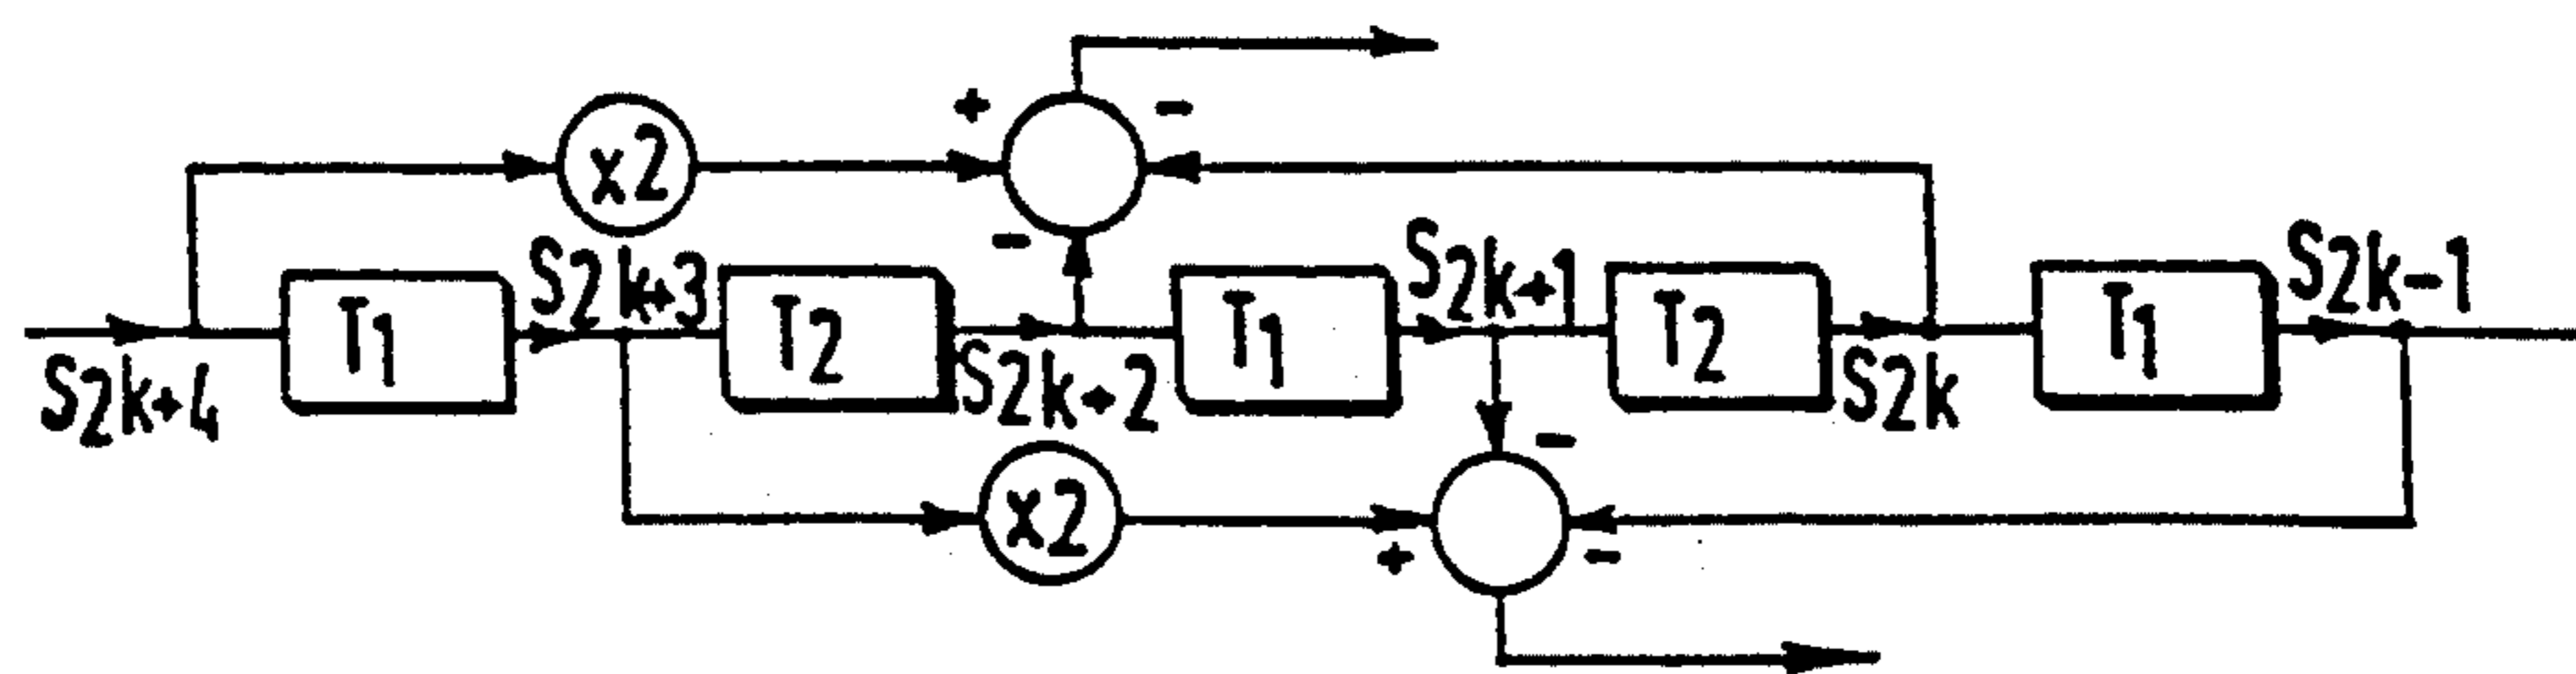 + -
x2
-
S2k+3 S2k+1 S2k-1
T1 T2 T1 T2 T1
S2k+4 S2k+2 S2k
-
x2
+ -